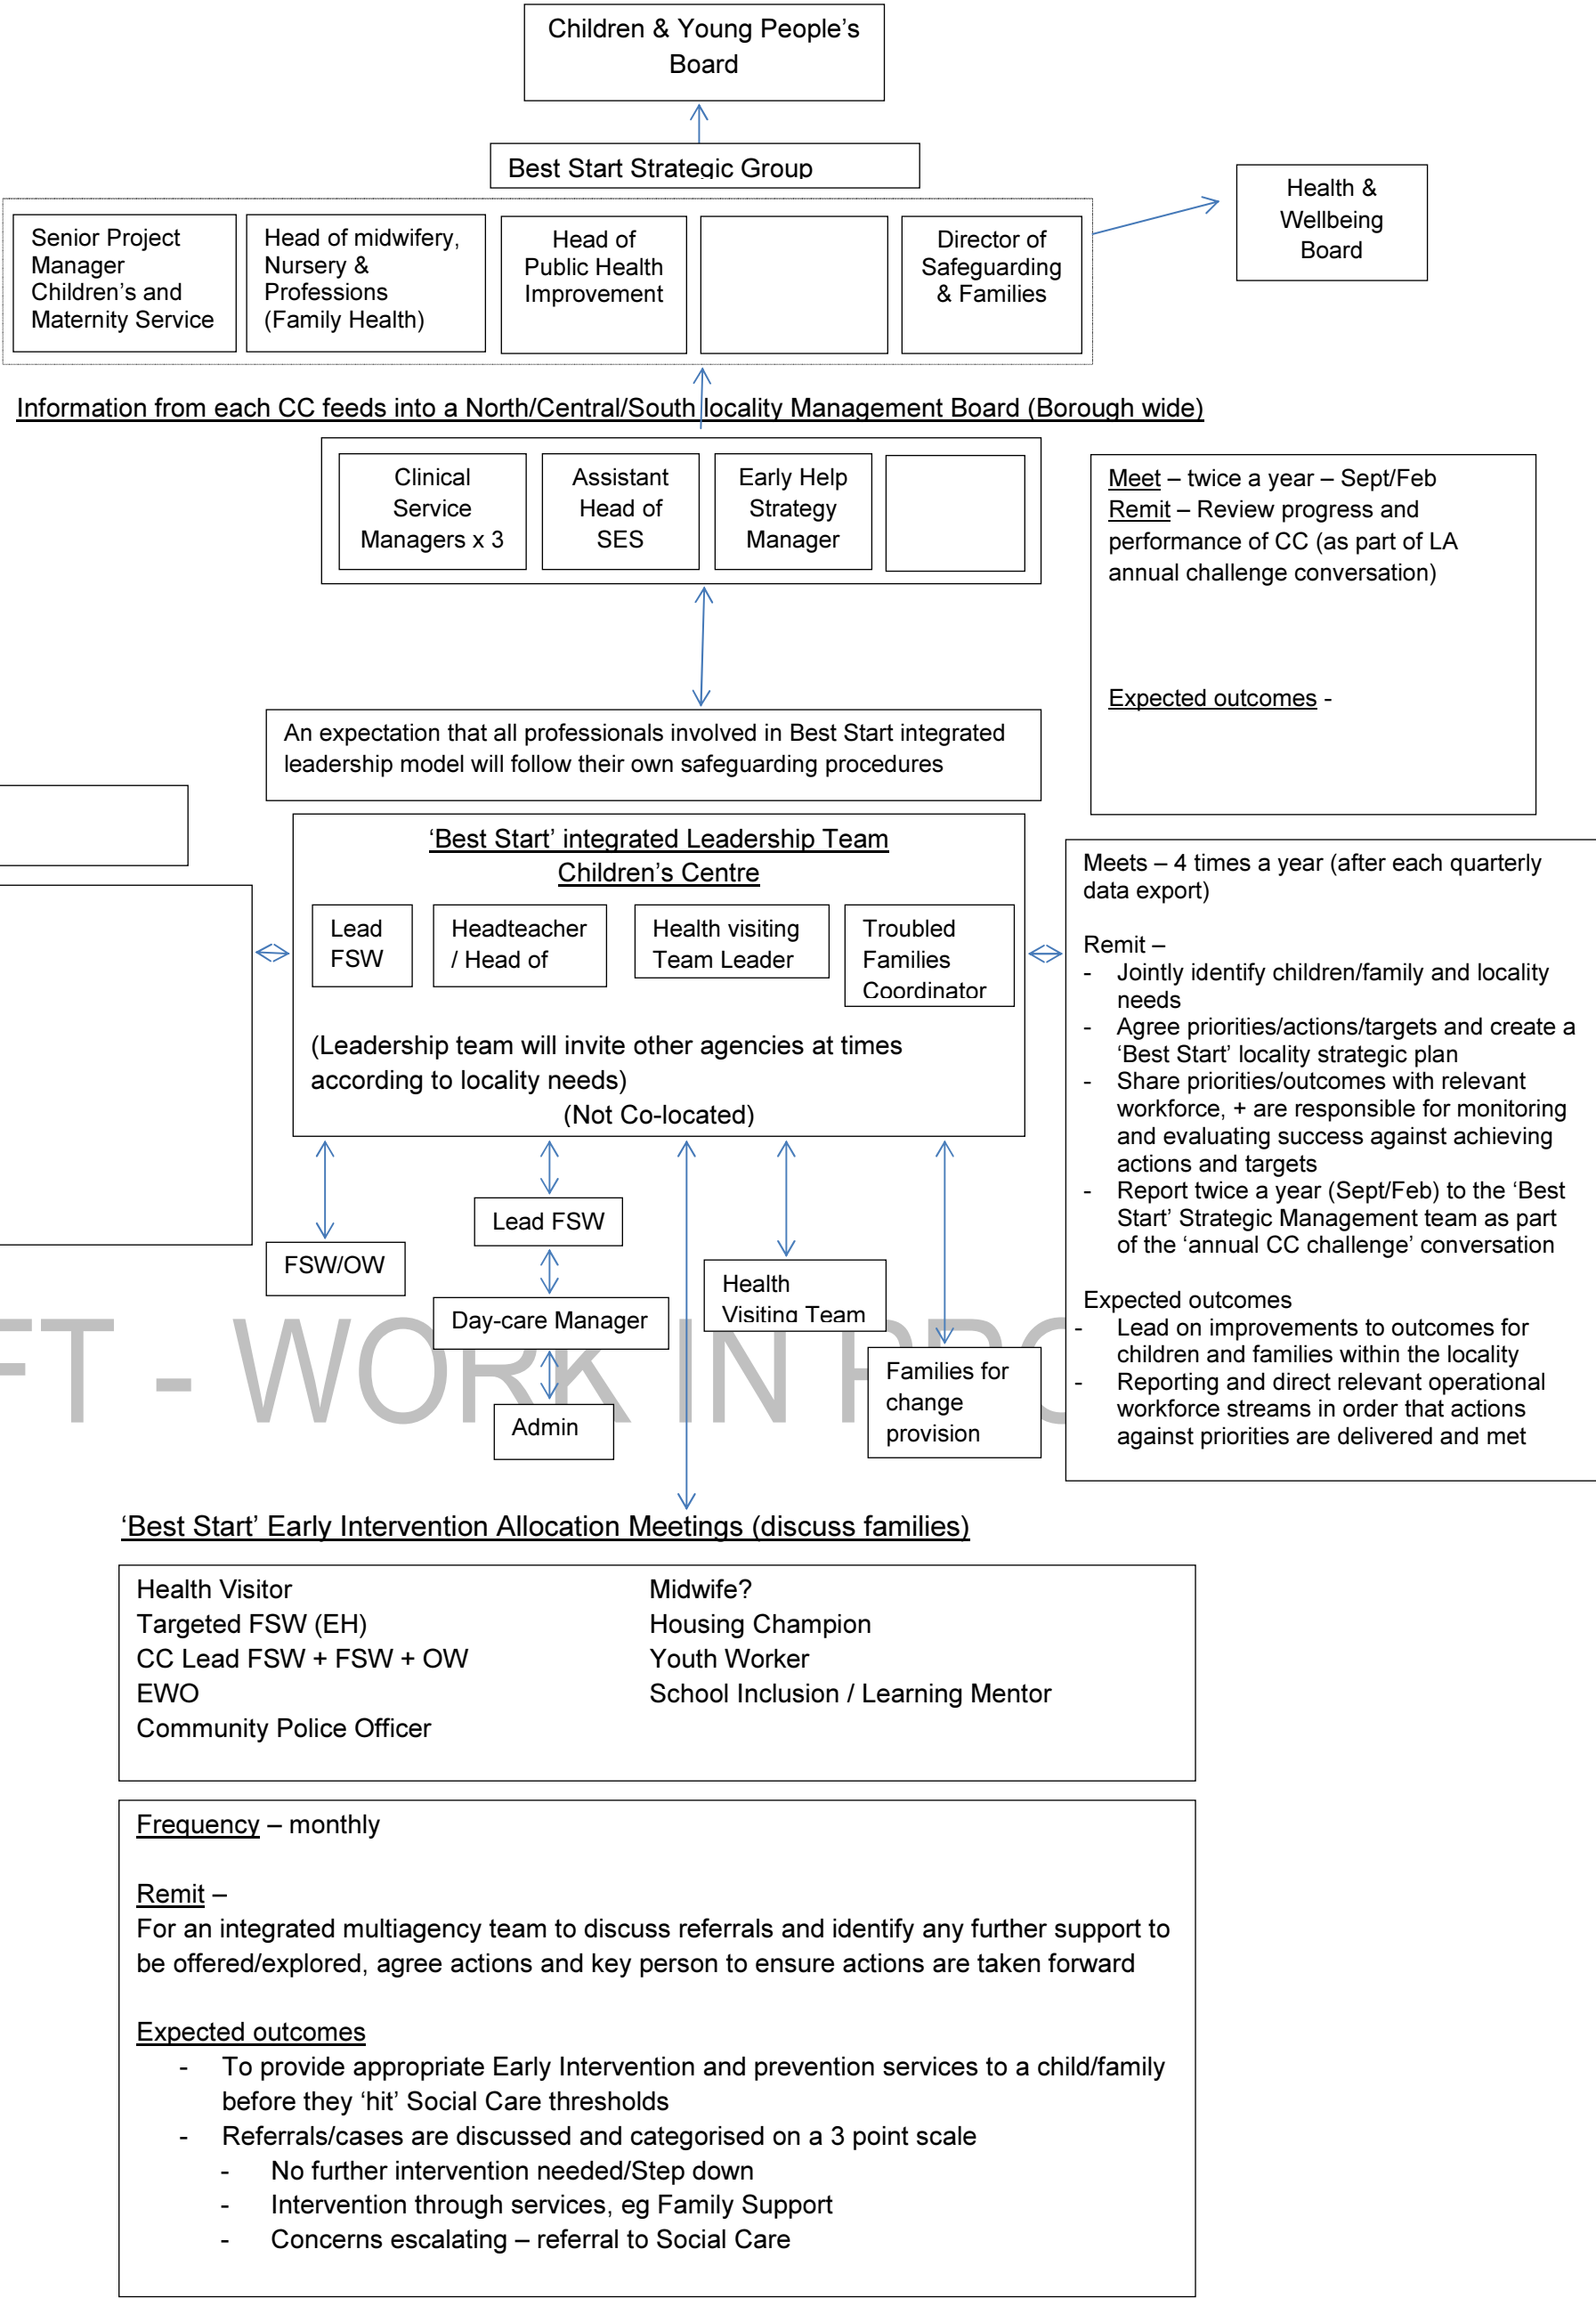 Children & Young People’s
Board
Best Start Strategic Group
Health &
Wellbeing
Board
Senior Project
Manager
Children’s and
Maternity Service
Head of midwifery,
Nursery &
Professions
(Family Health)
Head of
Public Health
Improvement
Director of
Safeguarding
& Families
Information from each CC feeds into a North/Central/South locality Management Board (Borough wide)
Clinical
Service
Managers x 3
Assistant
Head of
SES
Early Help
Strategy
Manager
Meet – twice a year – Sept/Feb
Remit – Review progress and
performance of CC (as part of LA
annual challenge conversation)
Expected outcomes -
An expectation that all professionals involved in Best Start integrated
leadership model will follow their own safeguarding procedures
‘Best Start’ integrated Leadership Team
Children’s Centre
Lead
FSW
Headteacher
/ Head of
Health visiting
Team Leader
Troubled
Families
Coordinator
(Leadership team will invite other agencies at times
according to locality needs)
(Not Co-located)
Meets – 4 times a year (after each quarterly
data export)
Remit –
- Jointly identify children/family and locality
needs
- Agree priorities/actions/targets and create a
‘Best Start’ locality strategic plan
- Share priorities/outcomes with relevant
workforce, + are responsible for monitoring
and evaluating success against achieving
actions and targets
- Report twice a year (Sept/Feb) to the ‘Best
Start’ Strategic Management team as part
of the ‘annual CC challenge’ conversation
Expected outcomes
- Lead on improvements to outcomes for
children and families within the locality
- Reporting and direct relevant operational
workforce streams in order that actions
against priorities are delivered and met
FSW/OW
Lead FSW
Day-care Manager
Admin
Health
Visiting Team
Families for
change
provision
FT - WORK IN PRO
‘Best Start’ Early Intervention Allocation Meetings (discuss families)
Health Visitor
Targeted FSW (EH)
CC Lead FSW + FSW + OW
EWO
Community Police Officer
Midwife?
Housing Champion
Youth Worker
School Inclusion / Learning Mentor
Frequency – monthly
Remit –
For an integrated multiagency team to discuss referrals and identify any further support to
be offered/explored, agree actions and key person to ensure actions are taken forward
Expected outcomes
- To provide appropriate Early Intervention and prevention services to a child/family
before they ‘hit’ Social Care thresholds
- Referrals/cases are discussed and categorised on a 3 point scale
- No further intervention needed/Step down
- Intervention through services, eg Family Support
- Concerns escalating – referral to Social Care